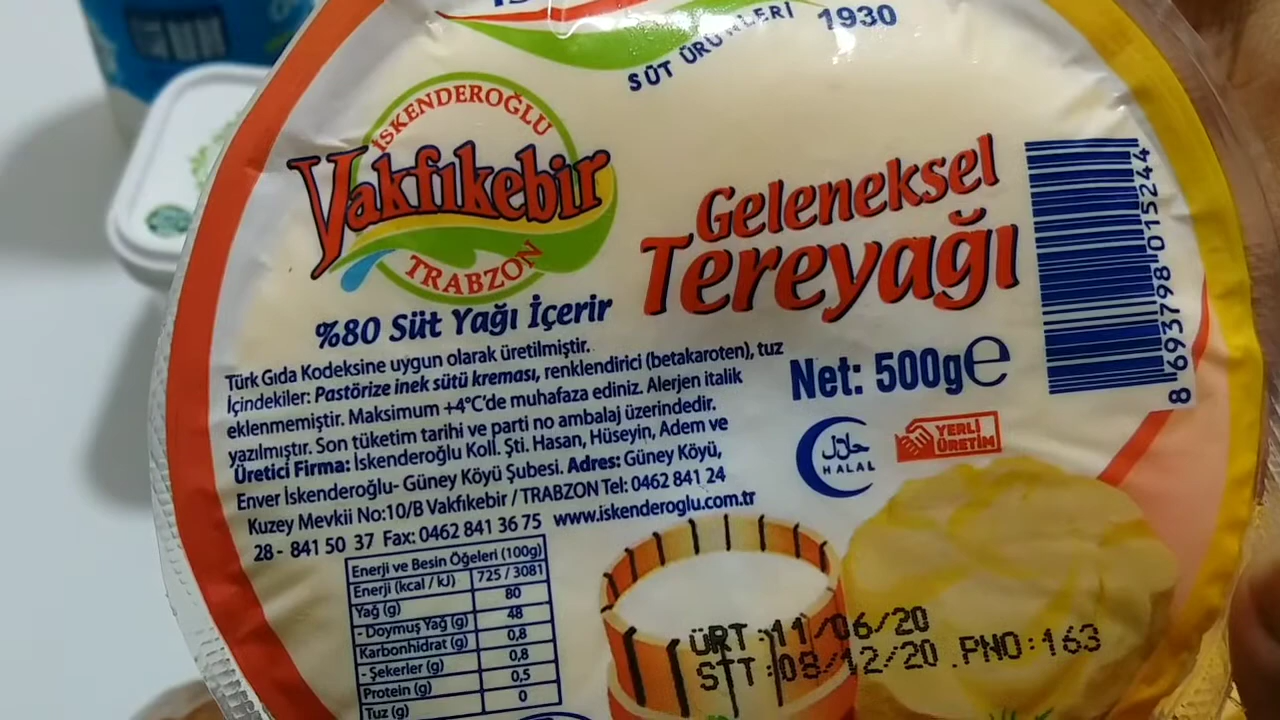 SÜT ÜRÜNLERİ 1930
İSKENDEROĞLU
Vakfıkebir
TRABZON
Geleneksel
Tereyağı
%80 Süt Yağı İçerir
Türk Gıda Kodeksine uygun olarak üretilmiştir.
İçindekiler: Pastörize inek sütü kreması, renklendirici (betakaroten), tuz
eklenmemiştir. Maksimum +4°C'de muhafaza ediniz. Alerjen italik
yazılmıştır. Son tüketim tarihi ve parti no ambalaj üzerindedir.
Üretici Firma: İskenderoğlu Koll. Şti. Hasan, Hüseyin, Adem ve
Enver İskenderoğlu- Güney Köyü Şubesi. Adres: Güney Köyü,
Kuzey Mevkii No:10/B Vakfıkebir / TRABZON Tel: 0462 841 24
28- 841 50 37 Fax: 0462 841 36 75 www.iskenderoglu.com.tr
Net: 500g e
8 693798 015244
حلال
HALAL
YERLİ
ÜRETİM
Enerji ve Besin Öğeleri (100g)
Enerji (kcal / kJ) 725 / 3081
Yağ (g) 80
- Doymuş Yağ (g) 48
Karbonhidrat (g) 0,8
- Şekerler (g) 0,8
Protein (g) 0,5
Tuz (g) 0
ÜRT:11/06/20
STT:08/12/20.PNO:163